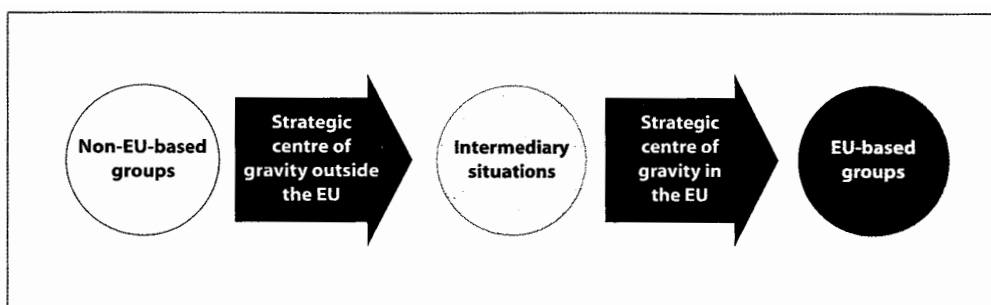 Non-EU-based
groups
Strategic
centre of
gravity outside
the EU
Intermediary
situations
Strategic
centre of
gravity in
the EU
EU-based
groups